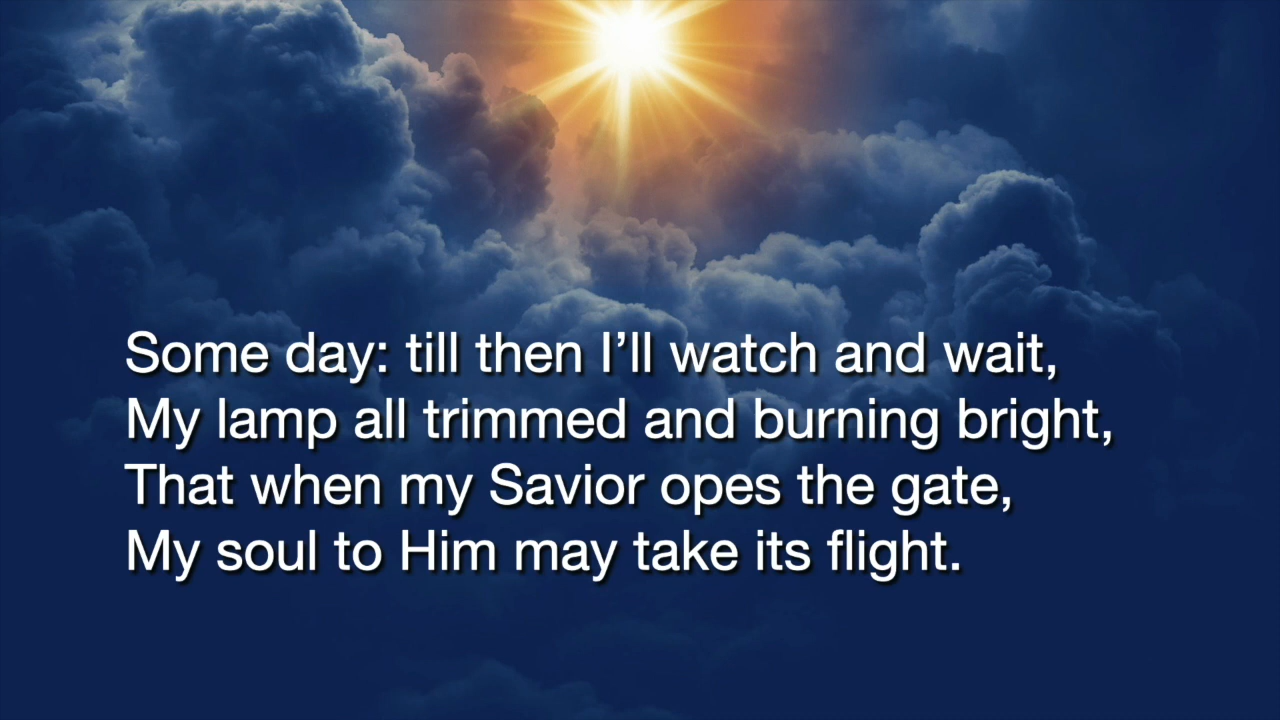 Some day: till then I’ll watch and wait,
My lamp all trimmed and burning bright,
That when my Savior opes the gate,
My soul to Him may take its flight.